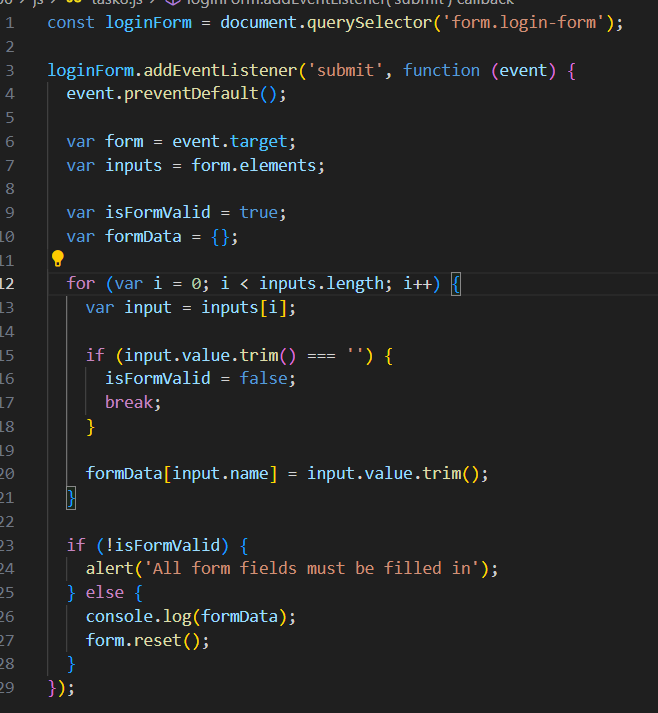 js > task8.js > loginForm.addEventListener('submit') callback
1 const loginForm = document.querySelector('form.login-form');
2
3 loginForm.addEventListener('submit', function (event) {
4 event.preventDefault();
5
6 var form = event.target;
7 var inputs = form.elements;
8
9 var isFormValid = true;
10 var formData = {};
11
12 for (var i = 0; i < inputs.length; i++) {
13 var input = inputs[i];
14
15 if (input.value.trim() === '') {
16 isFormValid = false;
17 break;
18 }
19
20 formData[input.name] = input.value.trim();
21 }
22
23 if (!isFormValid) {
24 alert('All form fields must be filled in');
25 } else {
26 console.log(formData);
27 form.reset();
28 }
29 });